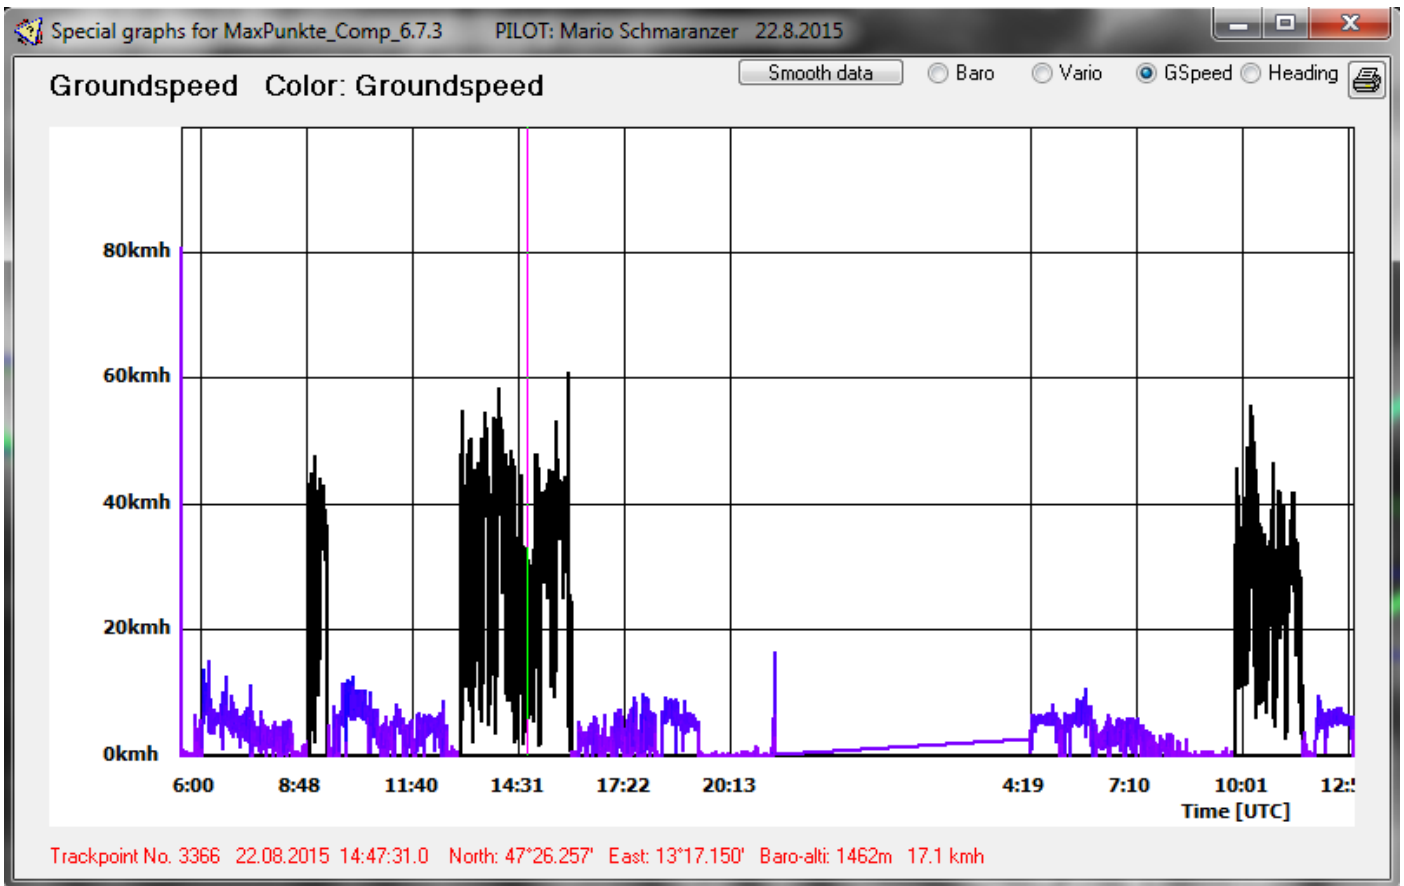 Special graphs for MaxPunkte_Comp_6.7.3 PILOT: Mario Schmaranzer 22.8.2015
Groundspeed Color: Groundspeed
Smooth data Baro Vario GSpeed Heading
80kmh
60kmh
40kmh
20kmh
0kmh
6:00 8:48 11:40 14:31 17:22 20:13 4:19 7:10 10:01
Time [UTC]
Trackpoint No. 3366 22.08.2015 14:47:31.0 North: 47°26.257' East: 13°17.150' Baro-alti: 1462m 17.1 kmh